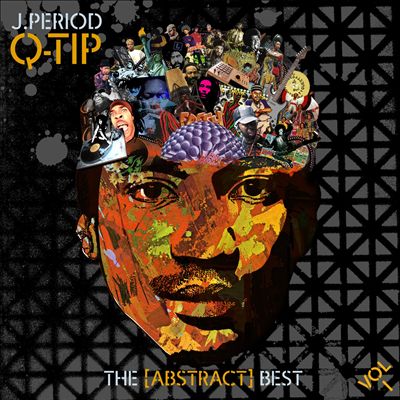 J.PERIOD
Q-TIP
THE [ABSTRACT] BEST
VOL 1